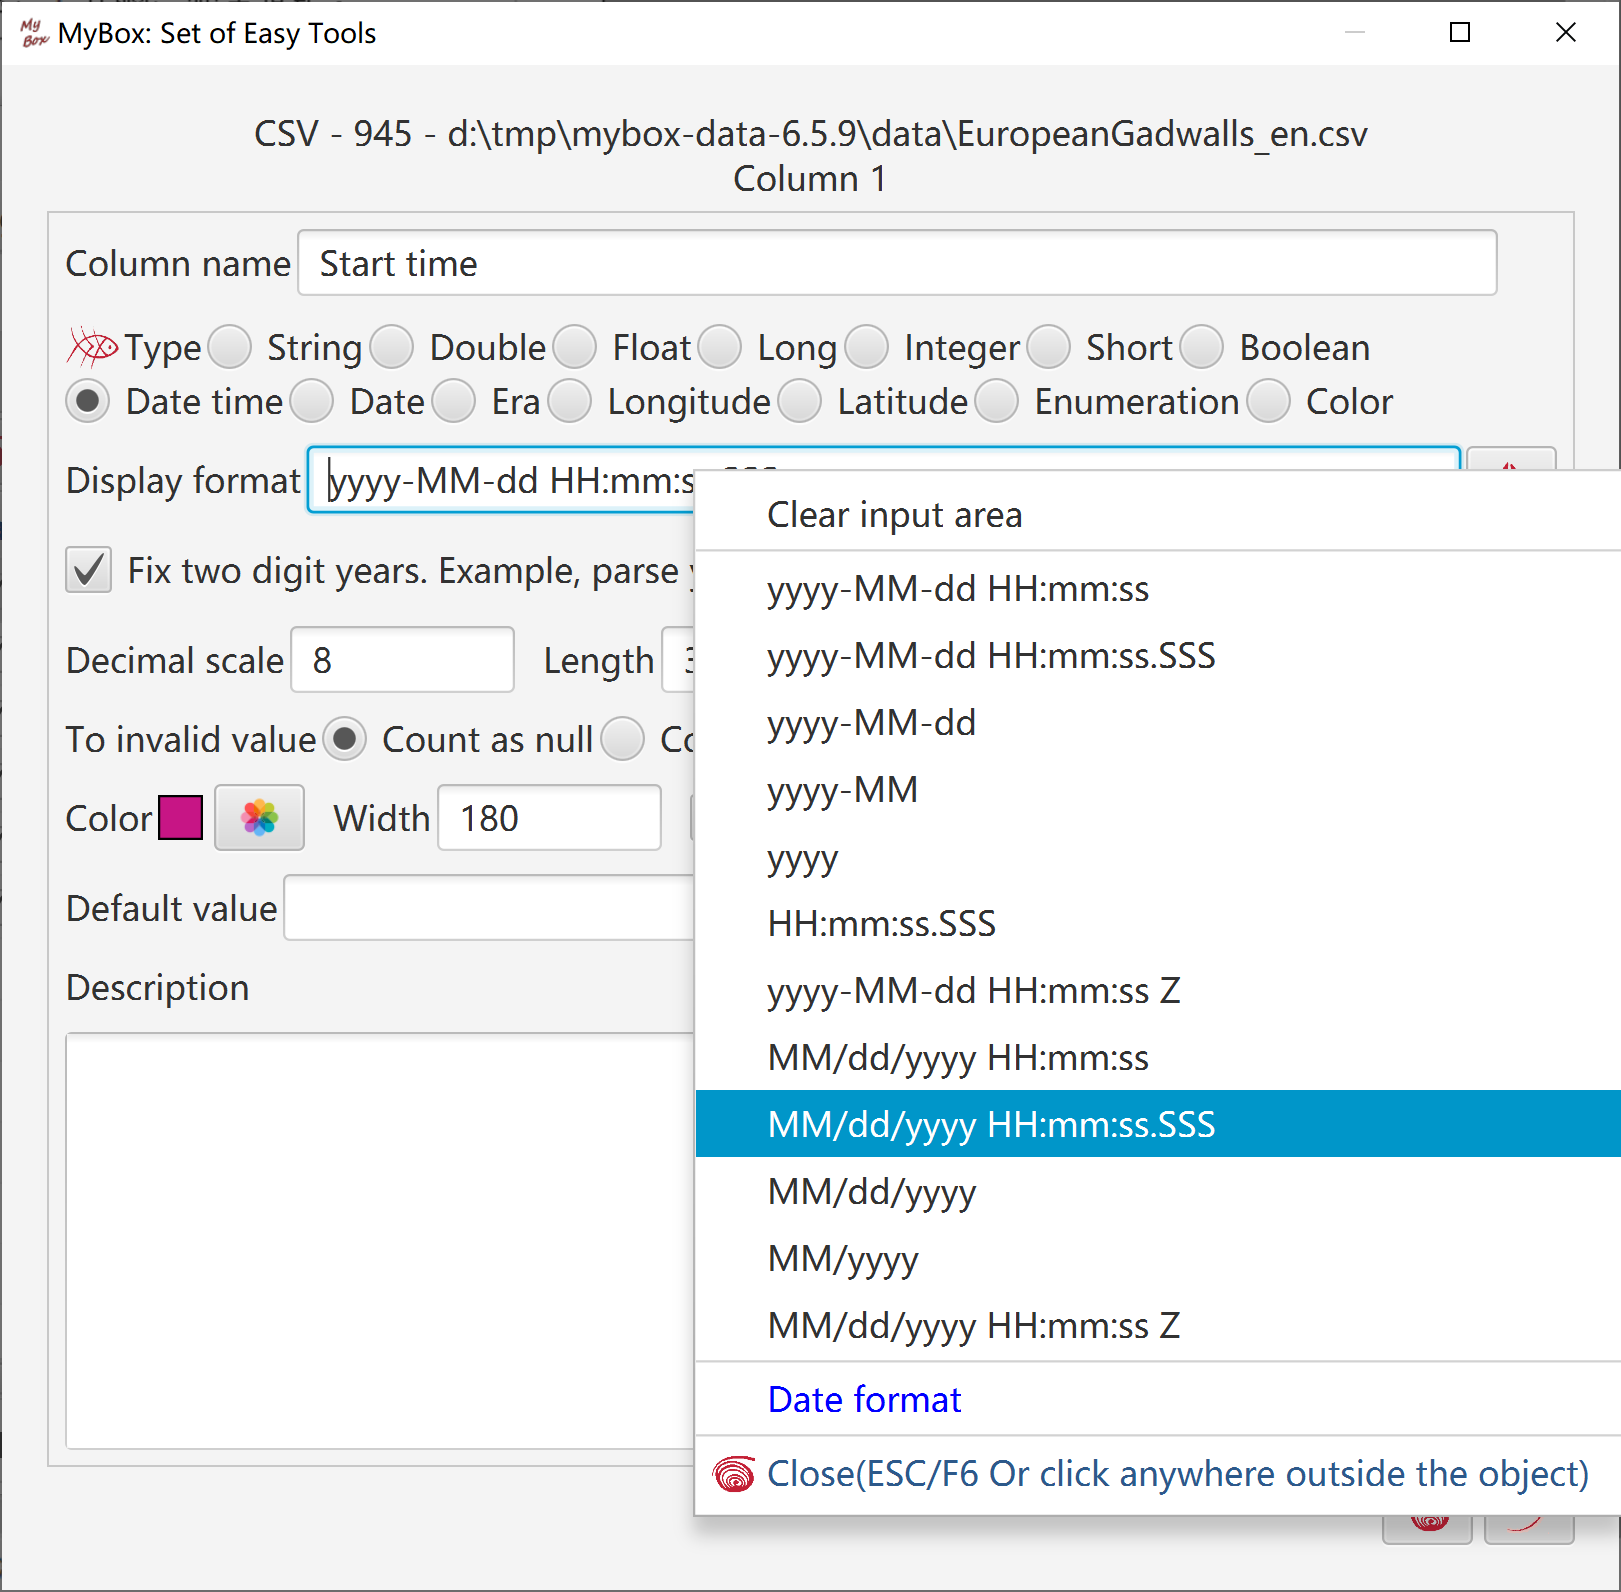 My Box MyBox: Set of Easy Tools
CSV - 945 - d:\tmp\mybox-data-6.5.9\data\EuropeanGadwalls_en.csv
Column 1
Column name Start time
Type String Double Float Long Integer Short Boolean
Date time Date Era Longitude Latitude Enumeration Color
Display format yyyy-MM-dd HH:mm:ss.SSS
Clear input area
Fix two digit years. Example, parse
yyyy-MM-dd HH:mm:ss
yyyy-MM-dd HH:mm:ss.SSS
Decimal scale 8 Length
yyyy-MM-dd
To invalid value Count as null
yyyy-MM
Color Width 180
yyyy
Default value
HH:mm:ss.SSS
Description
yyyy-MM-dd HH:mm:ss Z
MM/dd/yyyy HH:mm:ss
MM/dd/yyyy HH:mm:ss.SSS
MM/dd/yyyy
MM/yyyy
MM/dd/yyyy HH:mm:ss Z
Date format
Close(ESC/F6 Or click anywhere outside the object)